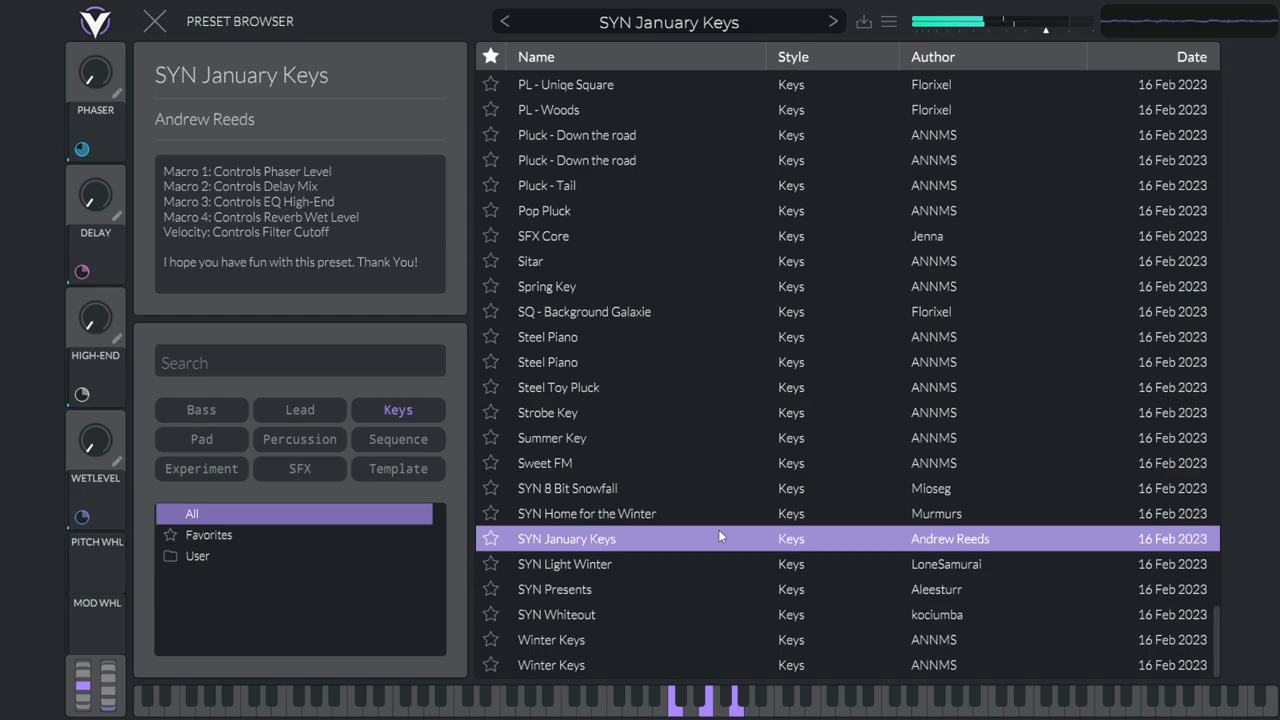 PRESET BROWSER
SYN January Keys
PHASER
DELAY
HIGH-END
WETLEVEL
PITCH WHL
MOD WHL
SYN January Keys
Andrew Reeds
Macro 1: Controls Phaser Level
Macro 2: Controls Delay Mix
Macro 3: Controls EQ High-End
Macro 4: Controls Reverb Wet Level
Velocity: Controls Filter Cutoff
I hope you have fun with this preset. Thank You!
Search
Bass Lead Keys
Pad Percussion Sequence
Experiment SFX Template
All
Favorites
User
Name Style Author Date
PL - Uniqe Square Keys Florixel 16 Feb 2023
PL - Woods Keys Florixel 16 Feb 2023
Pluck - Down the road Keys ANNMS 16 Feb 2023
Pluck - Down the road Keys ANNMS 16 Feb 2023
Pluck - Tail Keys ANNMS 16 Feb 2023
Pop Pluck Keys ANNMS 16 Feb 2023
SFX Core Keys Jenna 16 Feb 2023
Sitar Keys ANNMS 16 Feb 2023
Spring Key Keys ANNMS 16 Feb 2023
SQ - Background Galaxie Keys Florixel 16 Feb 2023
Steel Piano Keys ANNMS 16 Feb 2023
Steel Piano Keys ANNMS 16 Feb 2023
Steel Toy Pluck Keys ANNMS 16 Feb 2023
Strobe Key Keys ANNMS 16 Feb 2023
Summer Key Keys ANNMS 16 Feb 2023
Sweet FM Keys ANNMS 16 Feb 2023
SYN 8 Bit Snowfall Keys Mioseg 16 Feb 2023
SYN Home for the Winter Keys Murmurs 16 Feb 2023
SYN January Keys Keys Andrew Reeds 16 Feb 2023
SYN Light Winter Keys LoneSamurai 16 Feb 2023
SYN Presents Keys Aleesturr 16 Feb 2023
SYN Whiteout Keys kociumba 16 Feb 2023
Winter Keys Keys ANNMS 16 Feb 2023
Winter Keys Keys ANNMS 16 Feb 2023